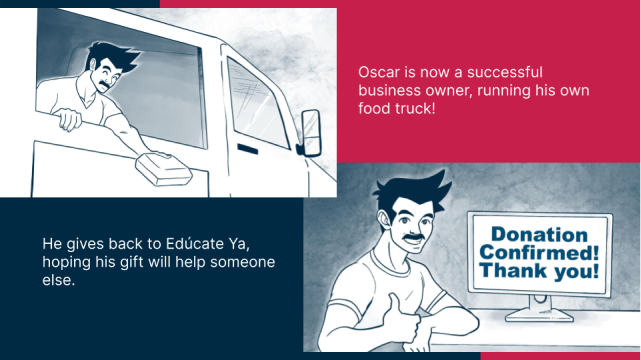 Oscar is now a successful
business owner, running his own
food truck!
He gives back to Edúcate Ya,
hoping his gift will help someone
else.
Donation
Confirmed!
Thank you!